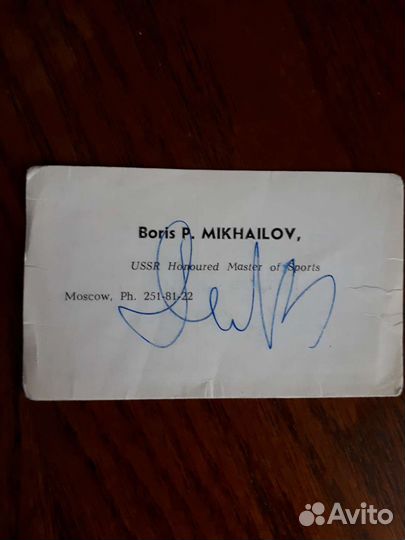 Boris P. MIKHAILOV,
USSR Honoured Master of Sports
Moscow, Ph. 251-81-22
Avito